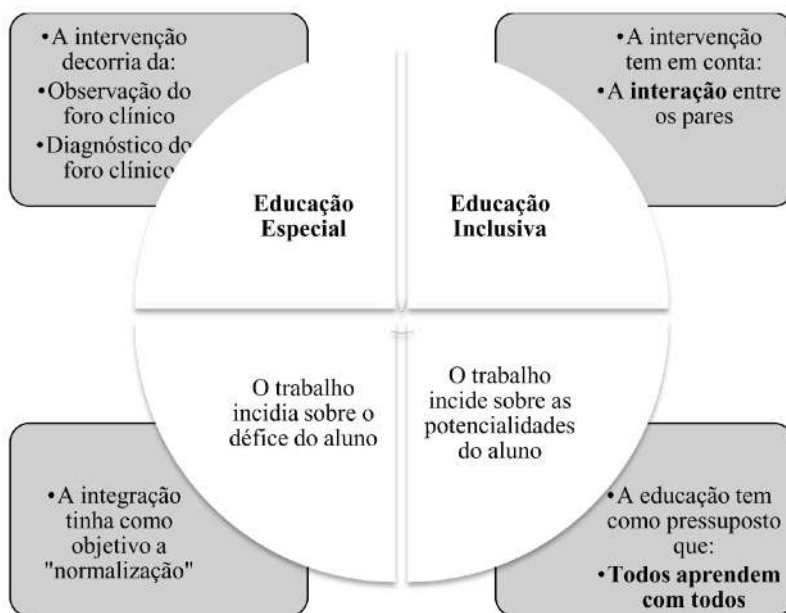 •A intervenção
decorria da:
•Observação do
foro clínico
•Diagnóstico do
foro clínico
•A intervenção
tem em conta:
•A interação entre
os pares
Educação
Especial
Educação
Inclusiva
O trabalho
incidia sobre o
défice do aluno
O trabalho
incide sobre as
potencialidades
do aluno
•A integração
tinha como
objetivo a
"normalização"
•A educação tem
como pressuposto
que:
•Todos aprendem
com todos